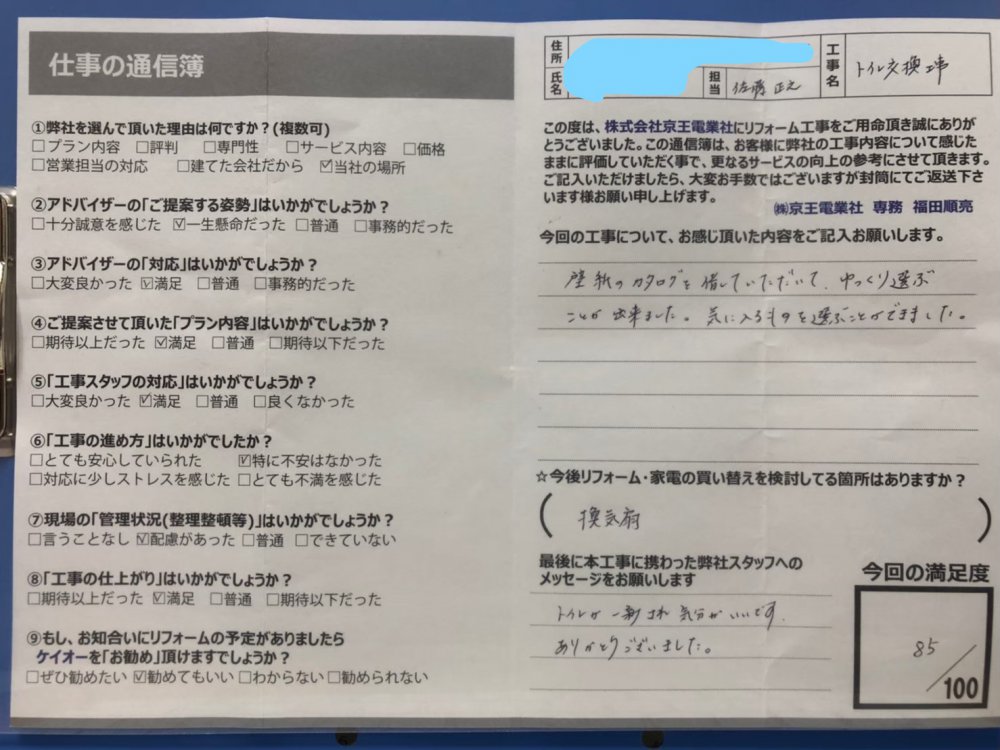 仕事の通信簿
①弊社を選んで頂いた理由は何ですか?(複数可)
□プラン内容 □評判 □専門性 □サービス内容 □価格
□営業担当の対応 □建てた会社だから ☑当社の場所
②アドバイザーの「ご提案する姿勢」はいかがでしょうか?
□十分誠意を感じた ☑一生懸命だった □普通 □事務的だった
③アドバイザーの「対応」はいかがでしょうか?
□大変良かった ☑満足 □普通 □事務的だった
④ご提案させて頂いた「プラン内容」はいかがでしょうか?
□期待以上だった ☑満足 □普通 □期待以下だった
⑤「工事スタッフの対応」はいかがでしょうか?
□大変良かった ☑満足 □普通 □良くなかった
⑥「工事の進め方」はいかがでしたか?
□とても安心していられた ☑特に不安はなかった
□対応に少しストレスを感じた □とても不満を感じた
⑦現場の「管理状況(整理整頓等)」はいかがでしょうか?
□言うことなし ☑配慮があった □普通 □できていない
⑧「工事の仕上がり」はいかがでしょうか?
□期待以上だった ☑満足 □普通 □期待以下だった
⑨もし、お知合いにリフォームの予定がありましたら
ケイオーを「お勧め」頂けますでしょうか?
□ぜひ勧めたい ☑勧めてもいい □わからない □勧められない
住所
氏名
担当 佐藤 正之
工事名 トイレ交換工事
この度は、株式会社京王電業社にリフォーム工事をご用命頂き誠にありが
とうございました。この通信簿は、お客様に弊社の工事内容について感じた
ままに評価していただく事で、更なるサービスの向上の参考にさせて頂きます。
ご記入いただけましたら、大変お手数ではございますが封筒にてご返送下さ
います様お願い申し上げます。
㈱京王電業社 専務 福田順亮
今回の工事について、お感じ頂いた内容をご記入お願いします。
壁紙のカタログを借していただいて、ゆっくり選ぶ
ことが出来ました。気に入るものを選ぶことができました。
☆今後リフォーム・家電の買い替えを検討してる箇所はありますか?
(換気扇)
最後に本工事に携わった弊社スタッフへの
メッセージをお願いします
トイレが一新され気分がいいです。
ありがとうございました。
今回の満足度
85/100